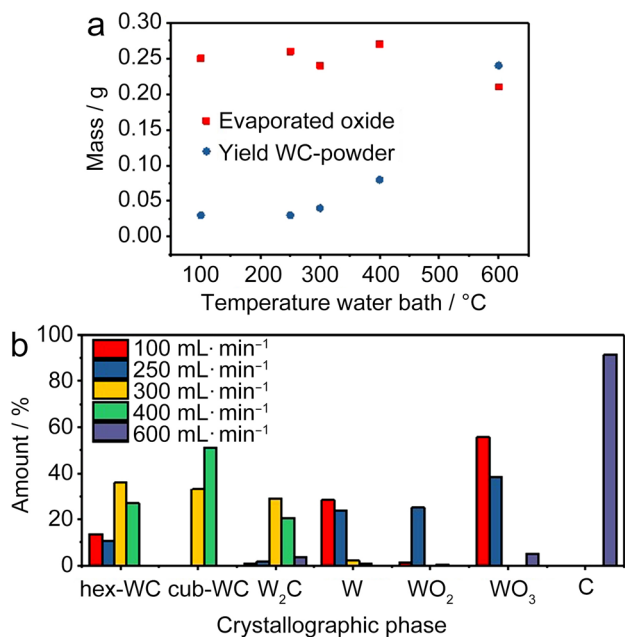 a
0.30
0.25
0.20
0.15
0.10
0.05
0.00
Mass / g
Evaporated oxide
Yield WC-powder
100 200 300 400 500 600
Temperature water bath / °C
b
100
80
60
40
20
0
Amount / %
100 mL· min⁻¹
250 mL· min⁻¹
300 mL· min⁻¹
400 mL· min⁻¹
600 mL· min⁻¹
hex-WC cub-WC W₂C W WO₂ WO₃ C
Crystallographic phase